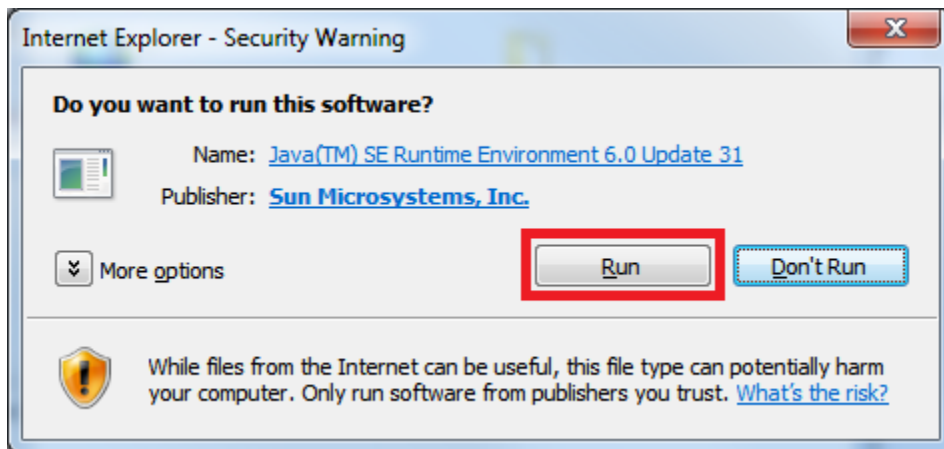 Internet Explorer - Security Warning
Do you want to run this software?
Name: Java(TM) SE Runtime Environment 6.0 Update 31
Publisher: Sun Microsystems, Inc.
More options
Run
Don't Run
While files from the Internet can be useful, this file type can potentially harm
your computer. Only run software from publishers you trust. What's the risk?